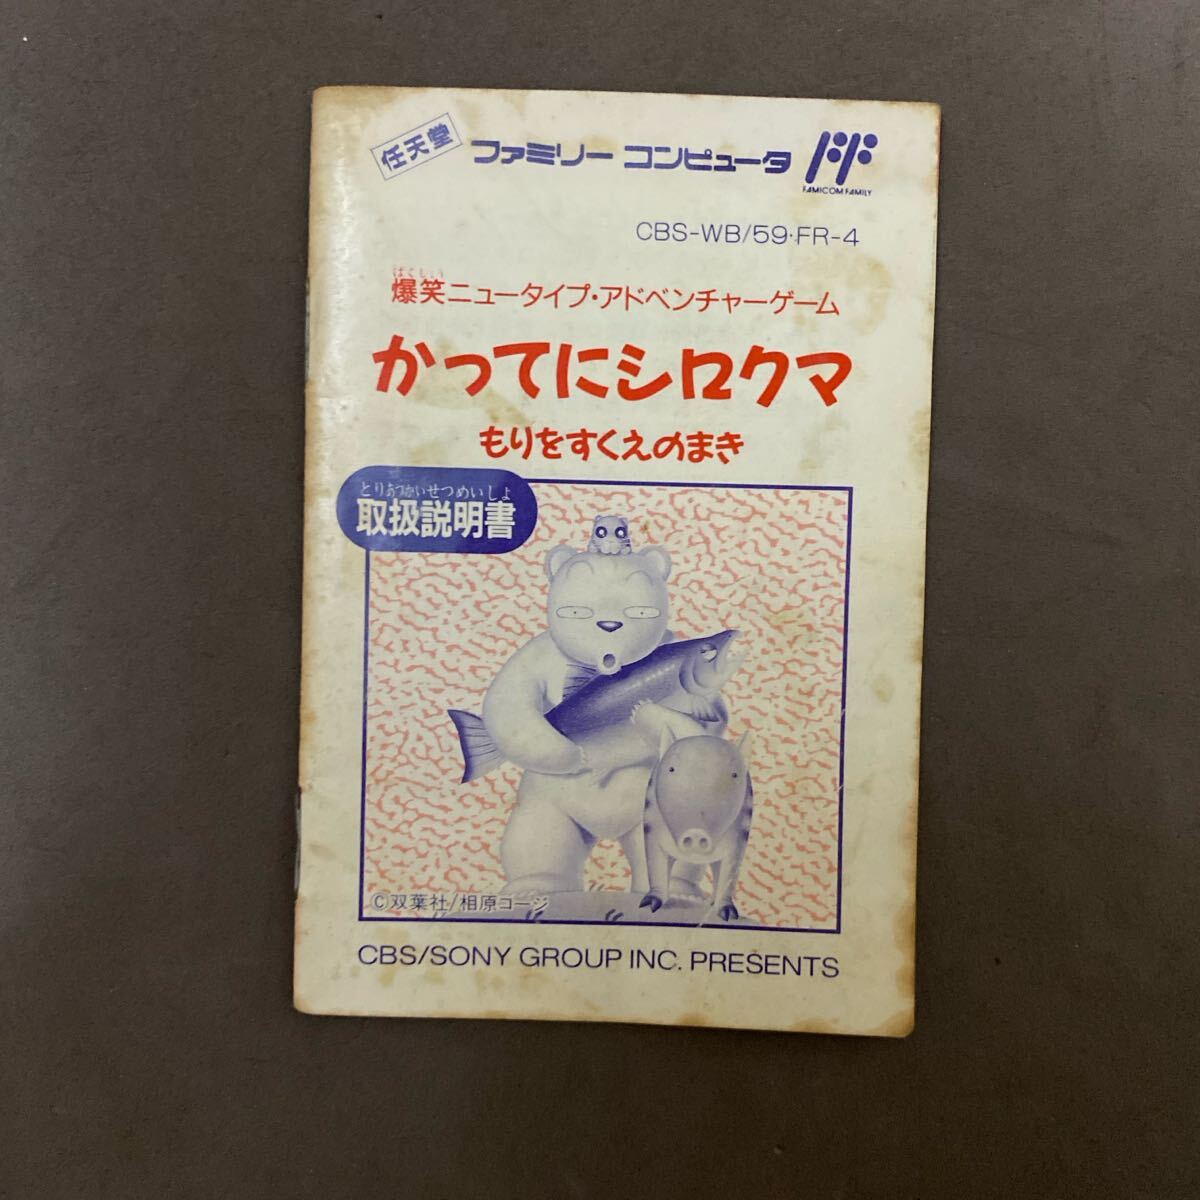 任天堂 ファミリー コンピュータ FF
FAMICOM FAMILY
CBS-WB/59·FR-4
ばくしょう
爆笑ニュータイプ・アドベンチャーゲーム
かってにシロクマ
もりをすくえのまき
とりあつかいせつめいしょ
取扱説明書
©双葉社/相原コージ
CBS/SONY GROUP INC. PRESENTS